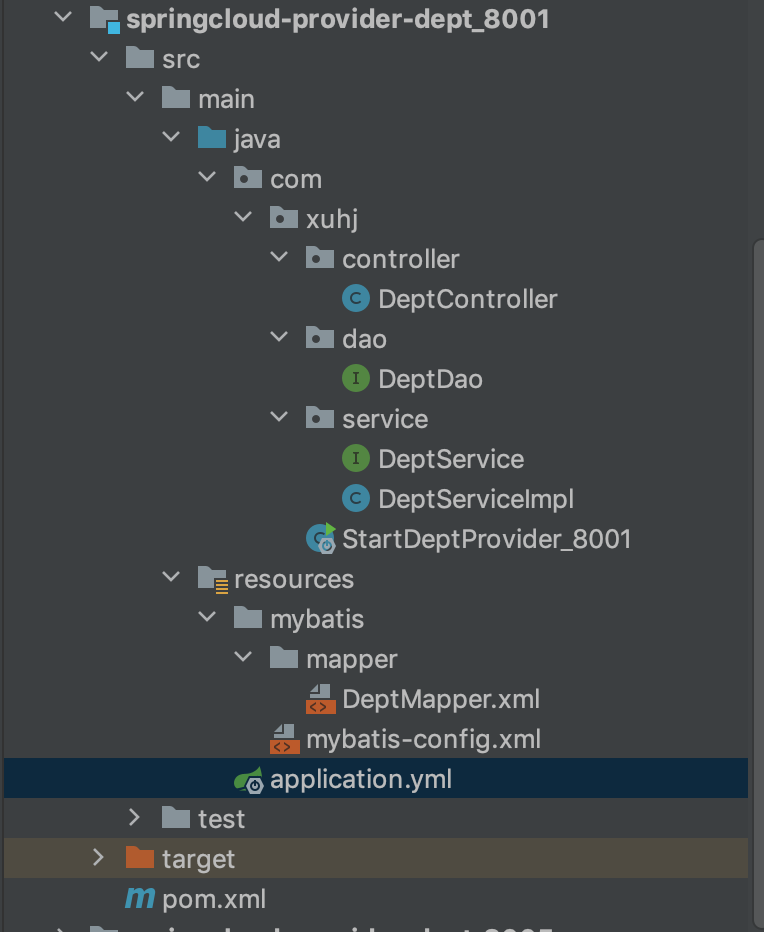 springcloud-provider-dept_8001
src
main
java
com
xuhj
controller
C DeptController
dao
I DeptDao
service
I DeptService
C DeptServiceImpl
StartDeptProvider_8001
resources
mybatis
mapper
<> DeptMapper.xml
<> mybatis-config.xml
application.yml
test
target
m pom.xml